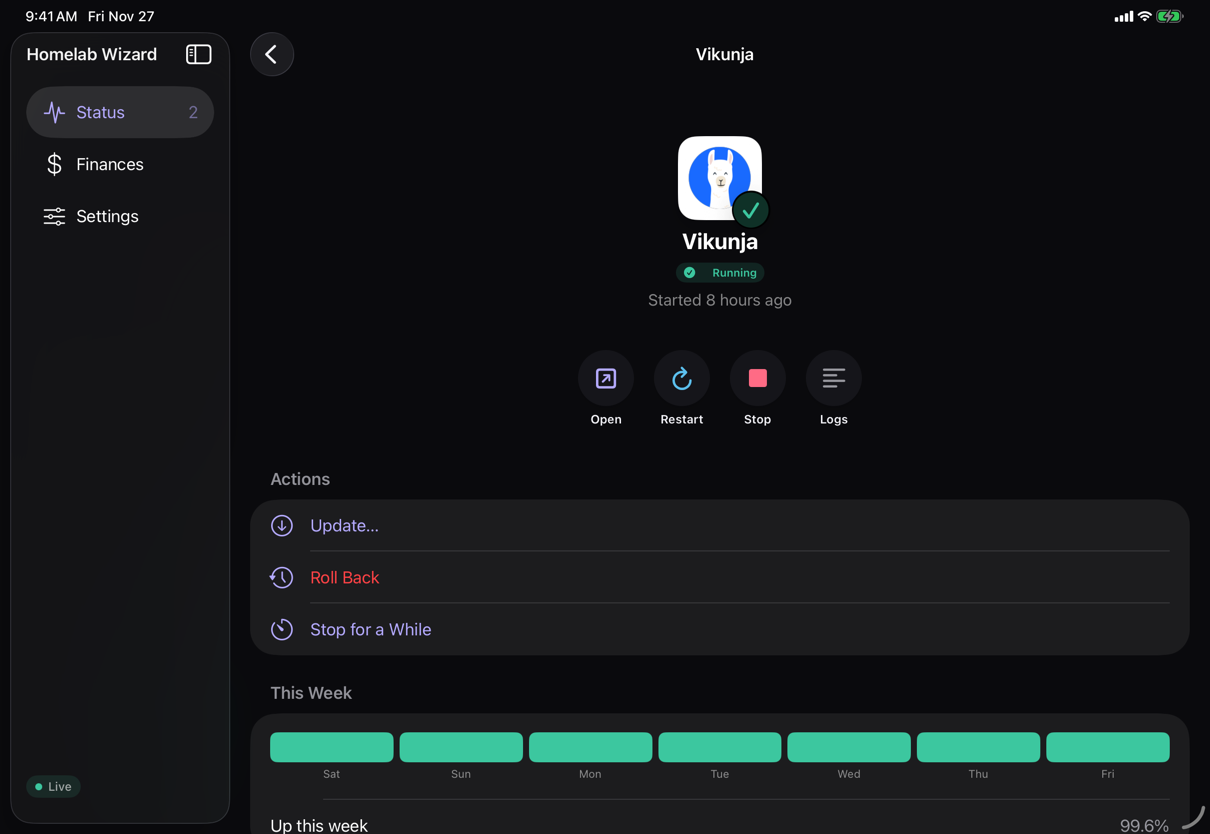 9:41 AM Fri Nov 27
Homelab Wizard
Status 2
Finances
Settings
Live
Vikunja
Vikunja
Running
Started 8 hours ago
Open Restart Stop Logs
Actions
Update...
Roll Back
Stop for a While
This Week
Sat Sun Mon Tue Wed Thu Fri
Up this week 99.6%